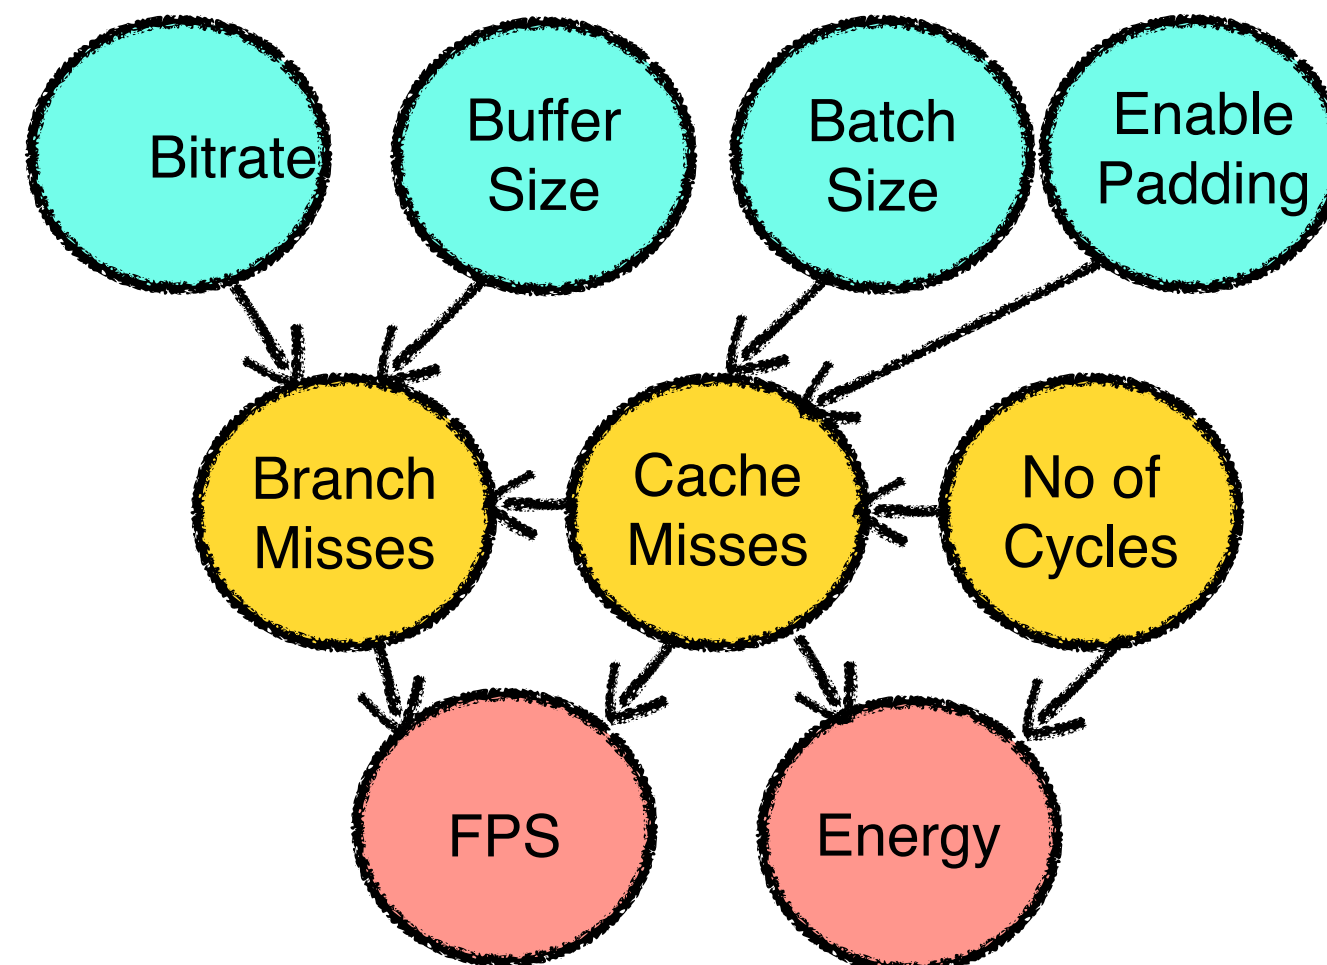 Bitrate
Buffer
Size
Batch
Size
Enable
Padding
Branch
Misses
Cache
Misses
No of
Cycles
FPS
Energy